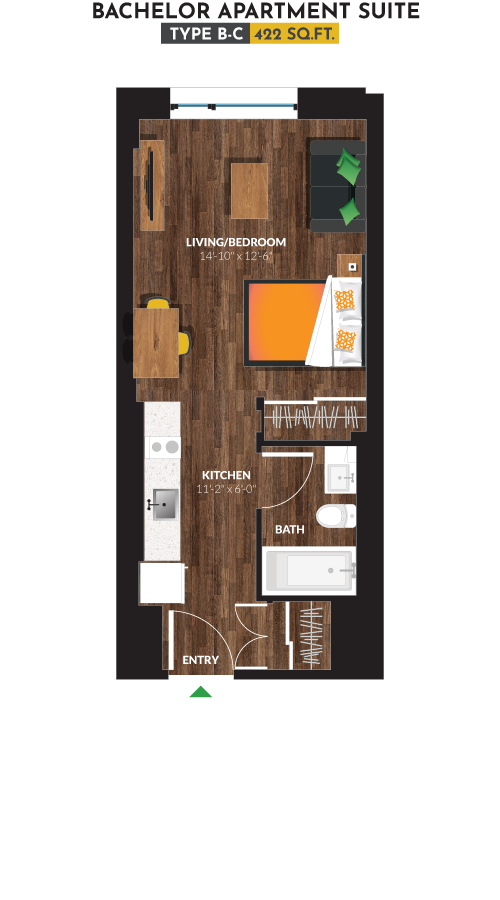 BACHELOR APARTMENT SUITE
TYPE B-C 422 SQ.FT.
LIVING/BEDROOM
14'-10" x 12'-6"
KITCHEN
11'-2" x 6'-0"
BATH
ENTRY